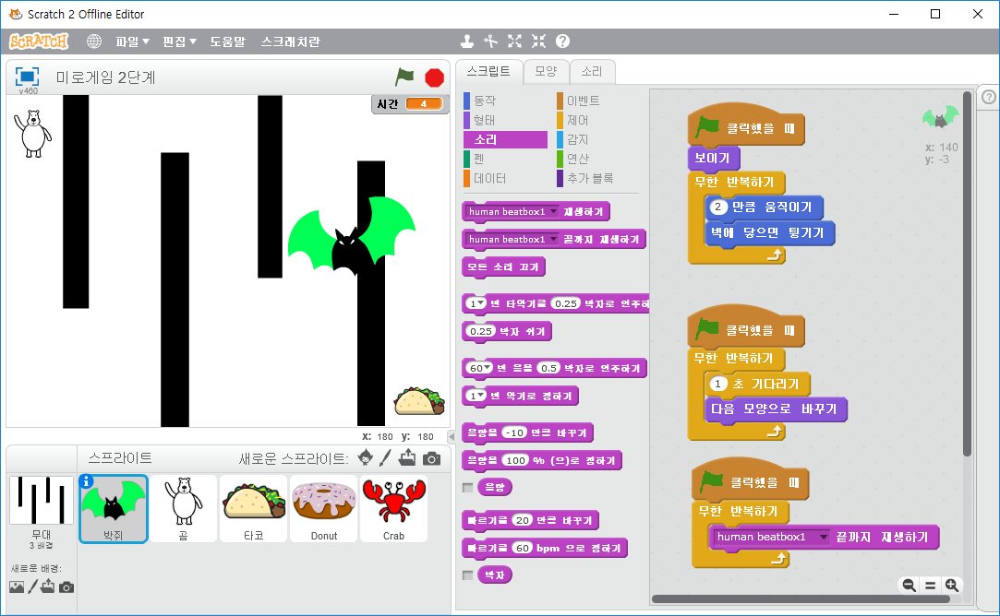 Scratch 2 Offline Editor
SCRATCH 파일 편집 도움말 스크래치란
v460
미로게임 2단계
시간 4
x: 180 y: 180
스프라이트 새로운 스프라이트:
무대
3 배경
새로운 배경:
박쥐
곰
타코
Donut
Crab
스크립트 모양 소리
동작 이벤트
형태 제어
소리 감지
펜 연산
데이터 추가 블록
human beatbox1 재생하기
human beatbox1 끝까지 재생하기
모든 소리 끄기
1 번 타악기를 0.25 박자로 연주하
0.25 박자 쉬기
60 번 음을 0.5 박자로 연주하기
1 번 악기로 정하기
음량을 -10 만큼 바꾸기
음량을 100 % (으)로 정하기
음량
빠르기를 20 만큼 바꾸기
빠르기를 60 bpm 으로 정하기
박자
클릭했을 때
보이기
무한 반복하기
2 만큼 움직이기
벽에 닿으면 튕기기
클릭했을 때
무한 반복하기
1 초 기다리기
다음 모양으로 바꾸기
클릭했을 때
무한 반복하기
human beatbox1 끝까지 재생하기
x: 140
y: -3